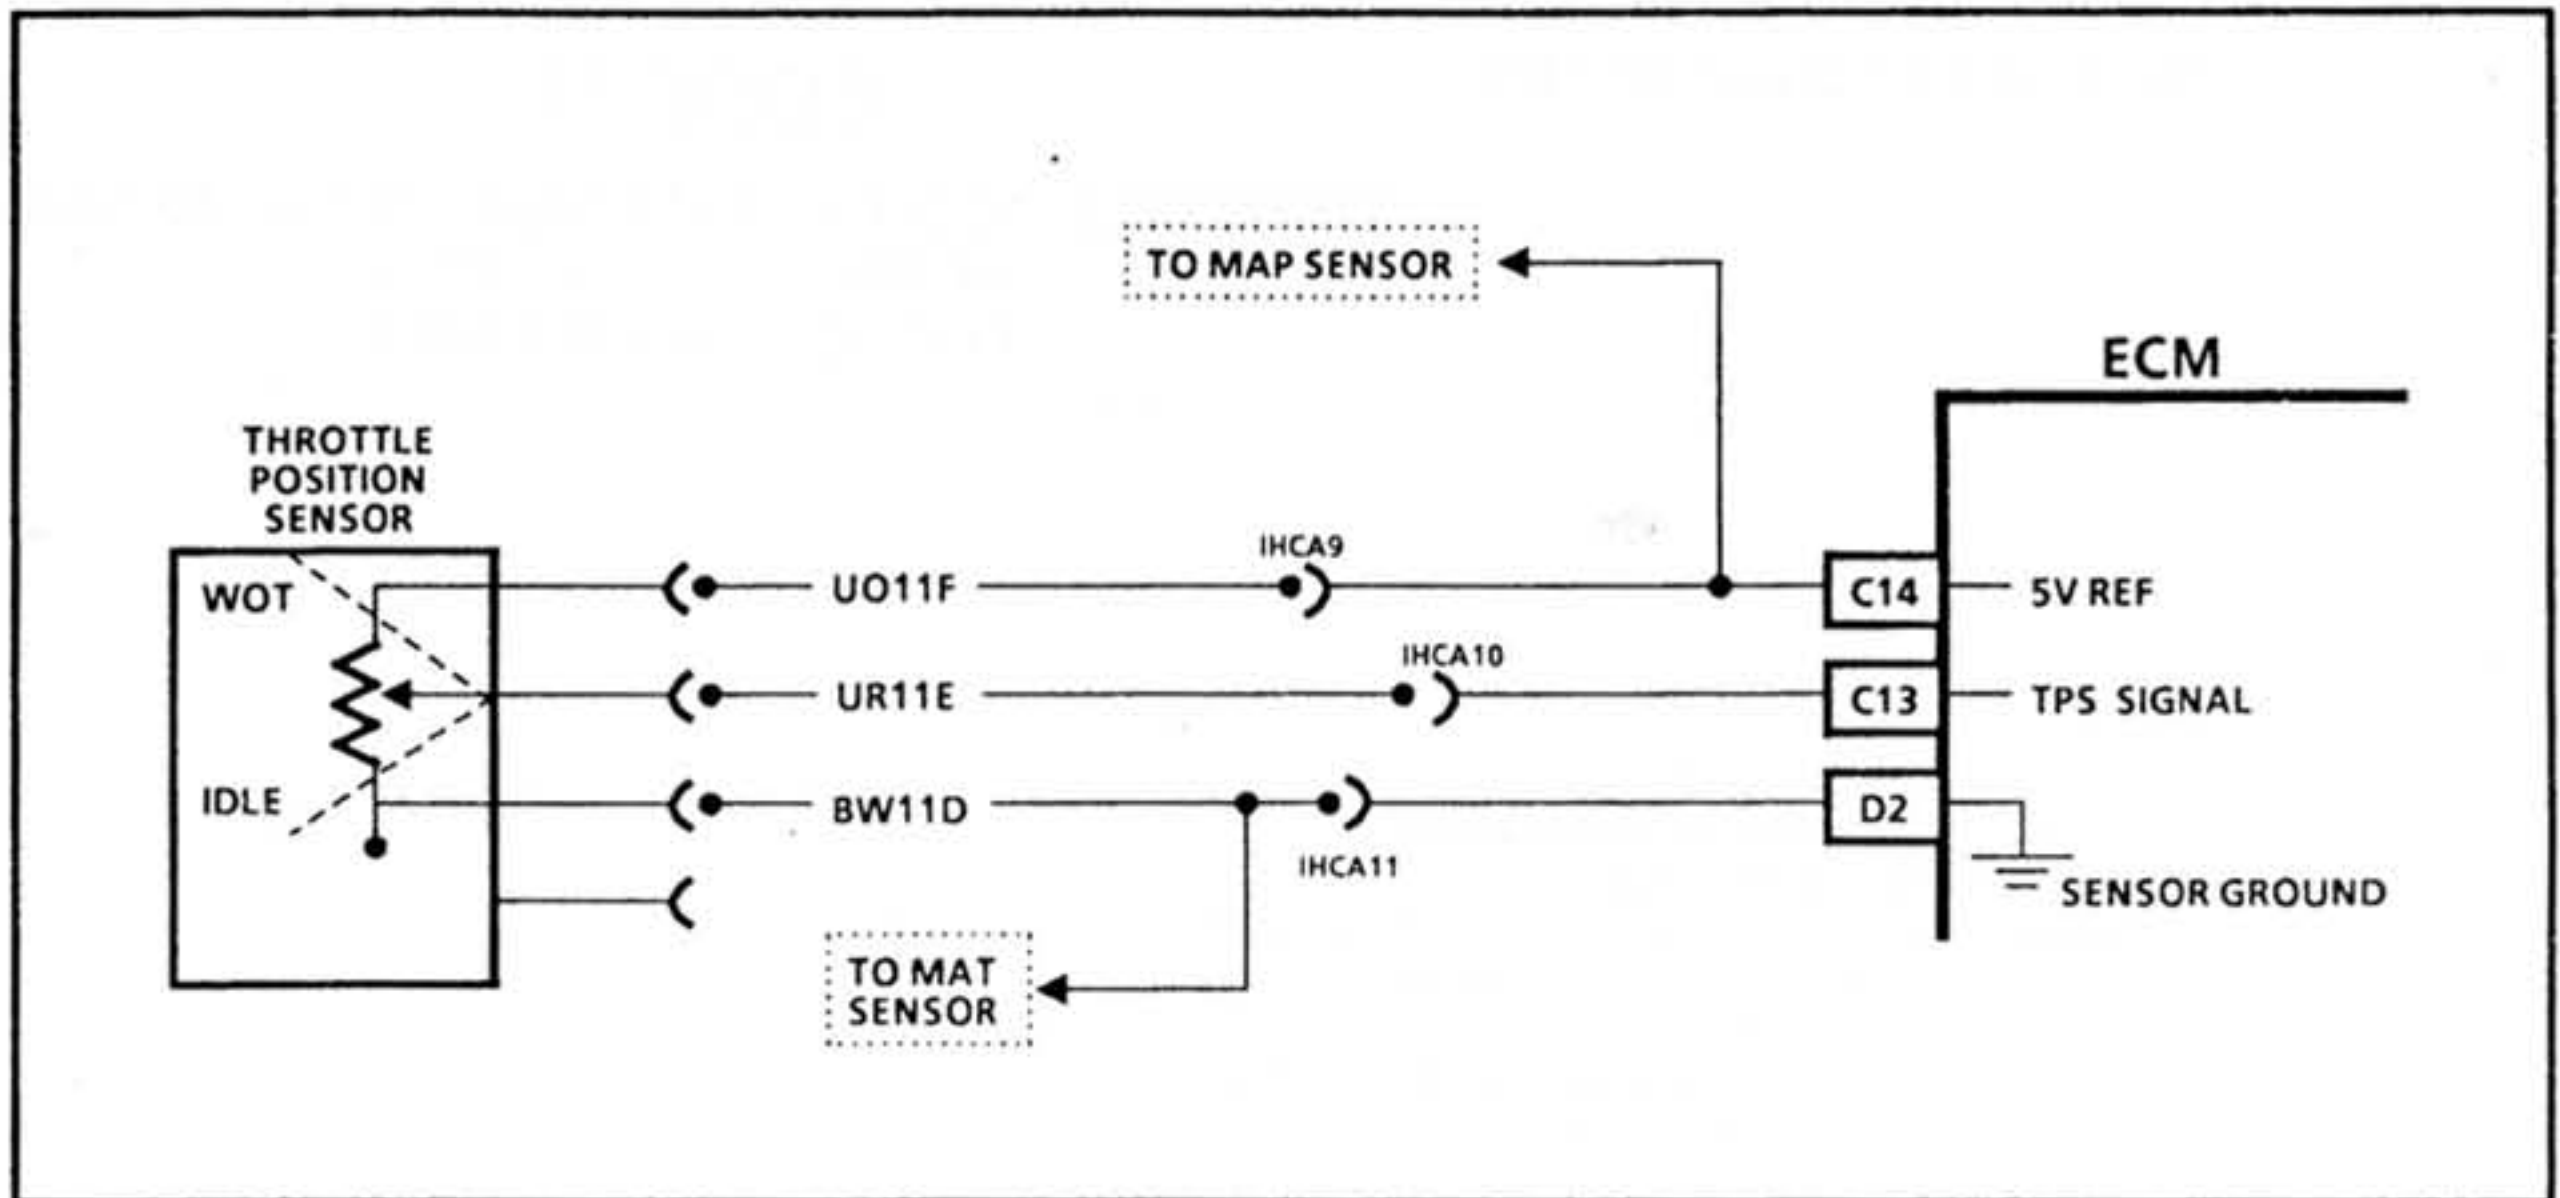 TO MAP SENSOR
ECM
THROTTLE
POSITION
SENSOR
WOT
IDLE
IHCA9
UO11F
C14
5V REF
IHCA10
UR11E
C13
TPS SIGNAL
BW11D
IHCA11
D2
SENSOR GROUND
TO MAT
SENSOR